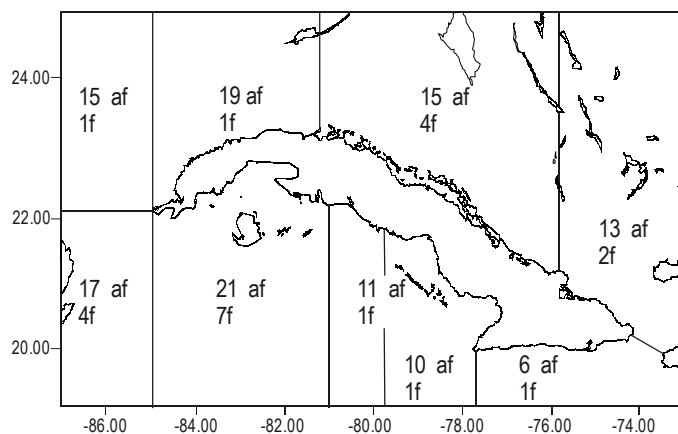 24.00
22.00
20.00
15 af
1f
19 af
1f
15 af
4f
13 af
2f
17 af
4f
21 af
7f
11 af
1f
10 af
1f
6 af
1f
-86.00 -84.00 -82.00 -80.00 -78.00 -76.00 -74.00